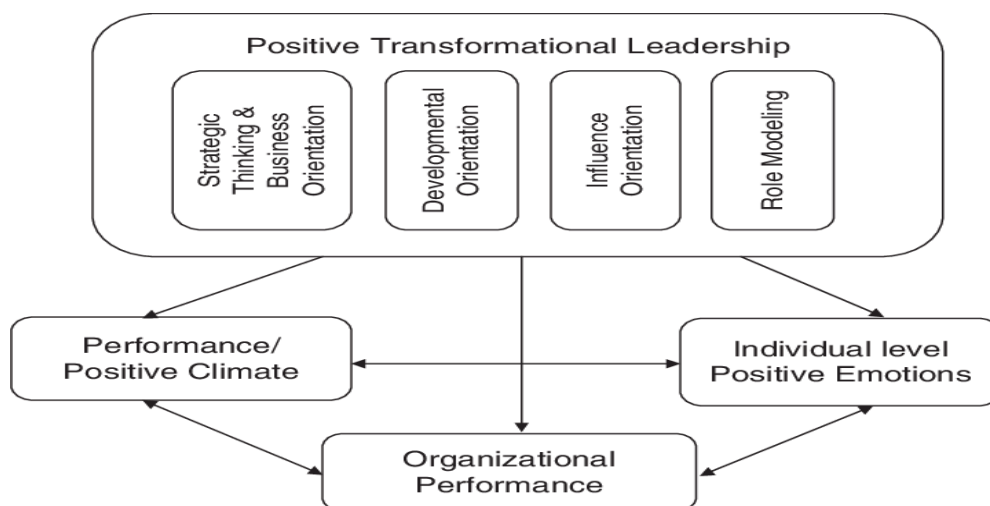 Positive Transformational Leadership
Strategic
Thinking &
Business
Orientation
Developmental
Orientation
Influence
Orientation
Role Modeling
Performance/
Positive Climate
Individual level
Positive Emotions
Organizational
Performance